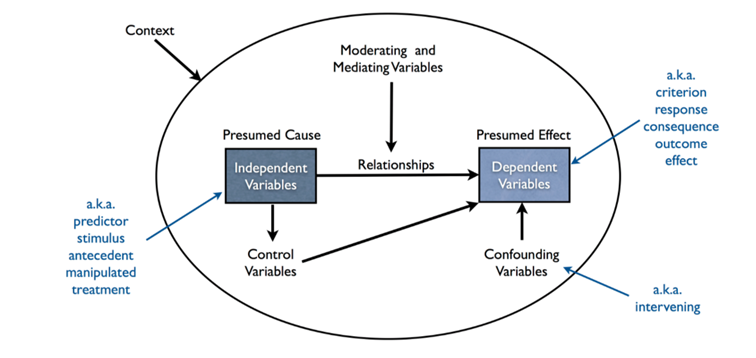 Context
Moderating and
Mediating Variables
a.k.a.
criterion
response
consequence
outcome
effect
Presumed Cause
Presumed Effect
Independent
Variables
Relationships
Dependent
Variables
a.k.a.
predictor
stimulus
antecedent
manipulated
treatment
Control
Variables
Confounding
Variables
a.k.a.
intervening